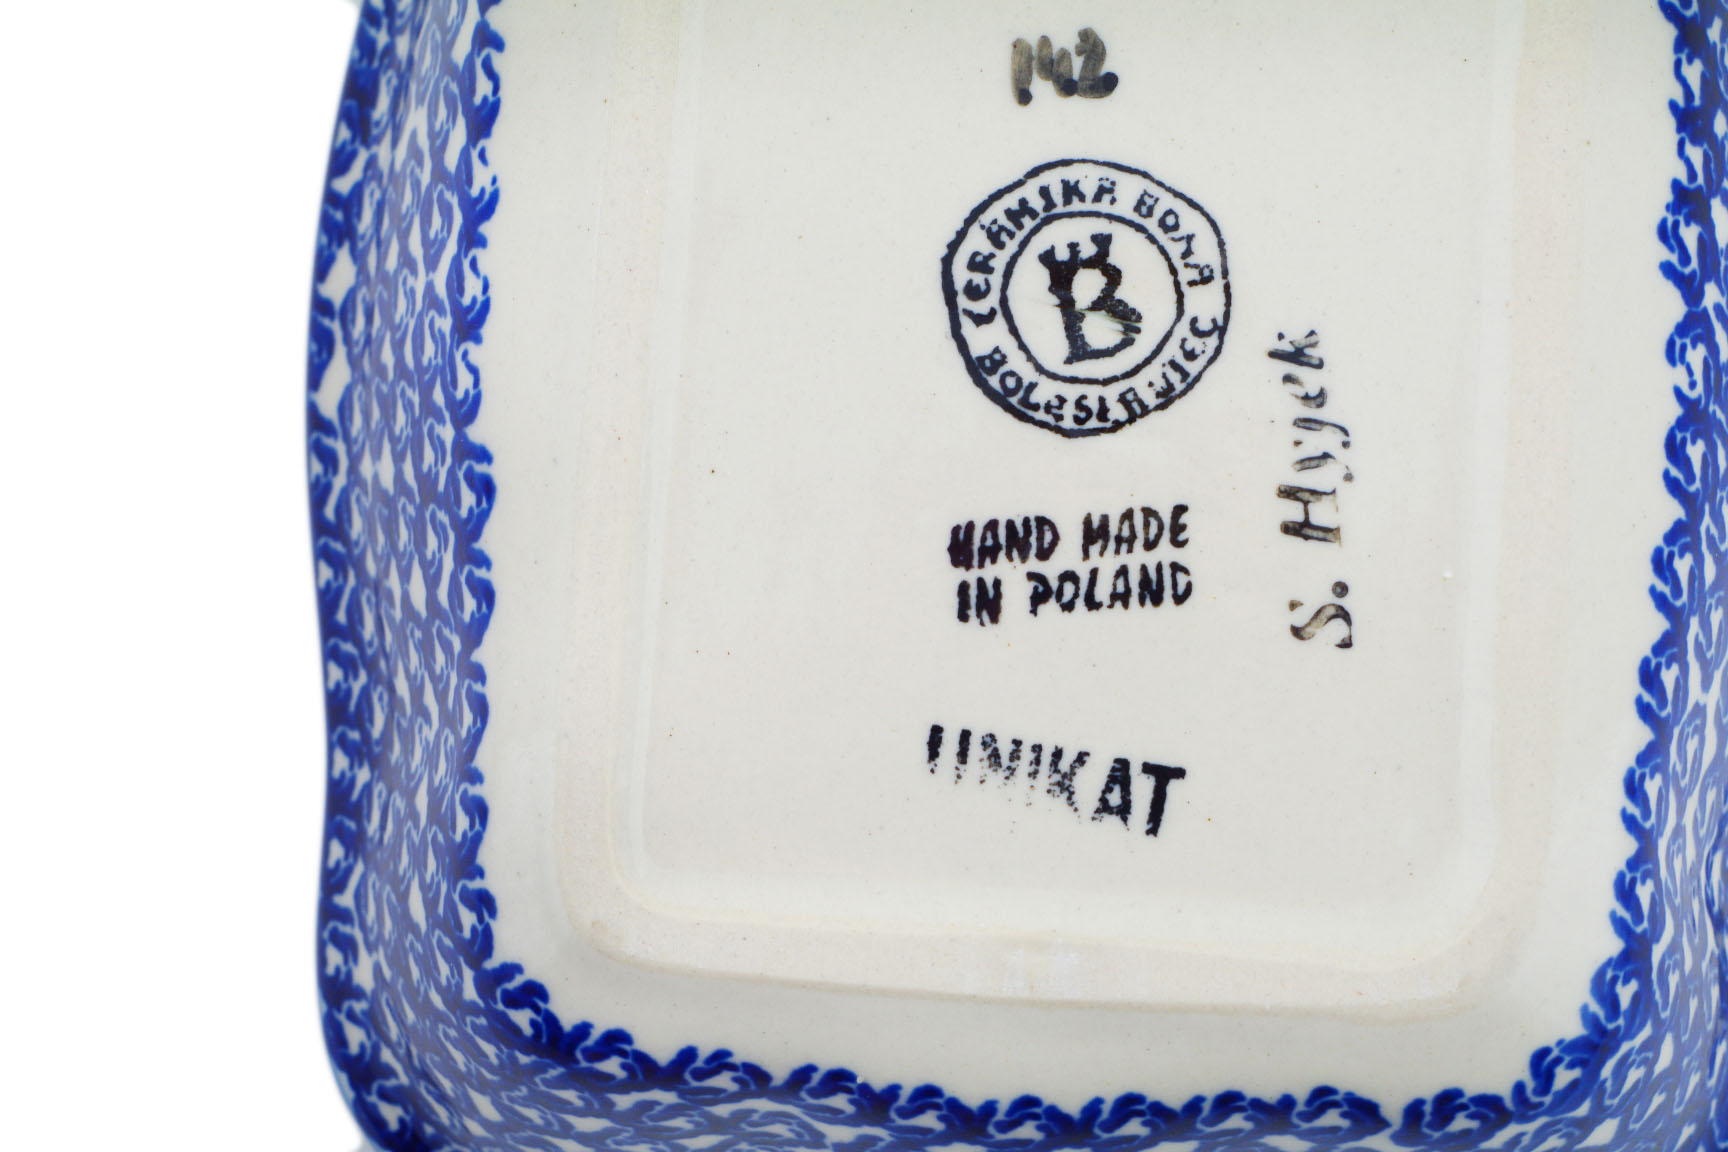 142
CERAMIKA BONA
BOLESŁAWIEC
B
HAND MADE
IN POLAND
UNIKAT
S. Hyjek